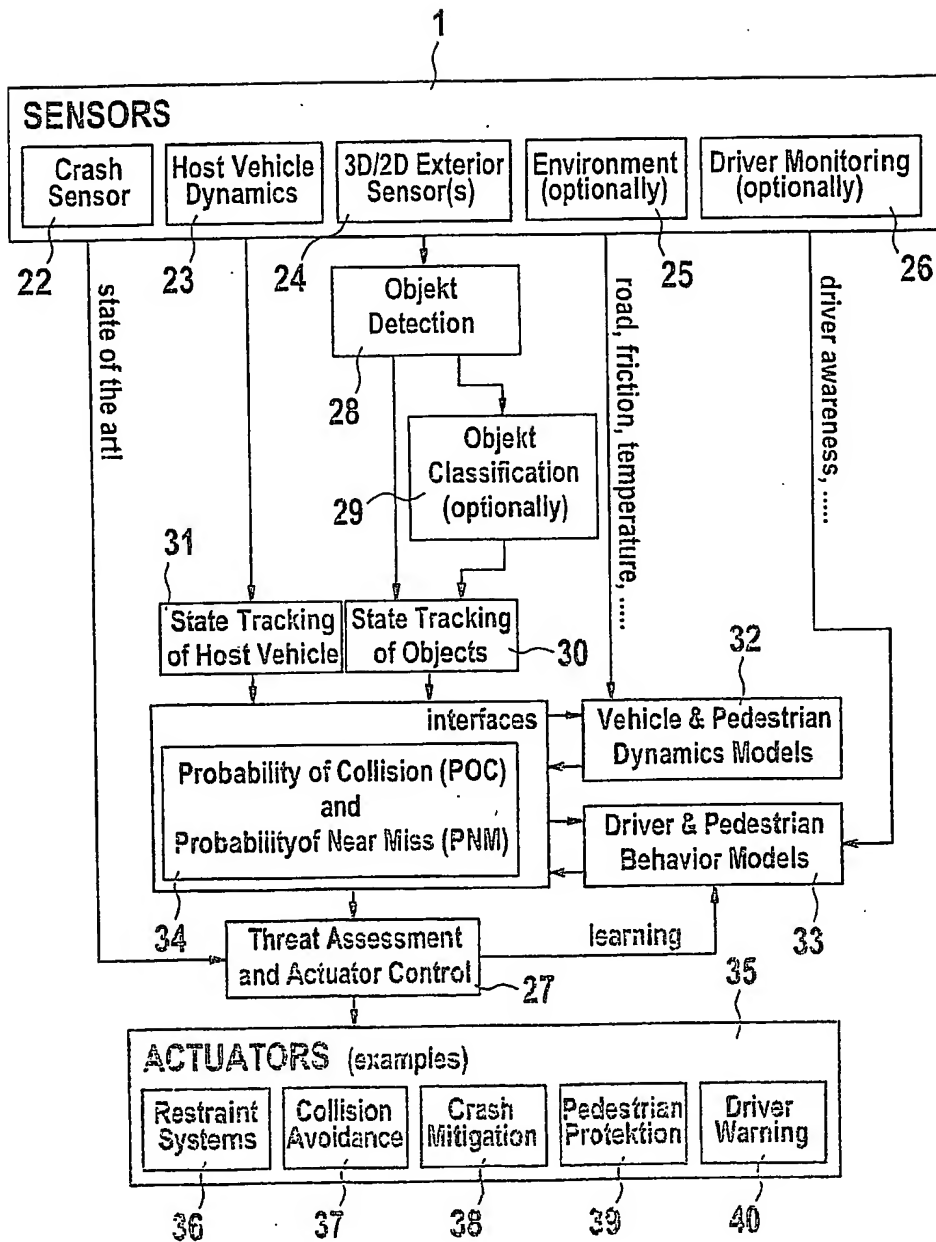 1
SENSORS
Crash
Sensor
Host Vehicle
Dynamics
3D/2D Exterior
Sensor(s)
Environment
(optionally)
Driver Monitoring
(optionally)
22
23
24
25
26
state of the art!
Objekt
Detection
28
road, friction, temperature, .....
driver awareness, .....
Objekt
Classification
(optionally)
29
31
State Tracking
of Host Vehicle
State Tracking
of Objects
30
32
interfaces
Vehicle & Pedestrian
Dynamics Models
Probability of Collision (POC)
and
Probabilityof Near Miss (PNM)
Driver & Pedestrian
Behavior Models
34
33
Threat Assessment
and Actuator Control
learning
27
35
ACTUATORS (examples)
Restraint
Systems
Collision
Avoidance
Crash
Mitigation
Pedestrian
Protektion
Driver
Warning
36
37
38
39
40